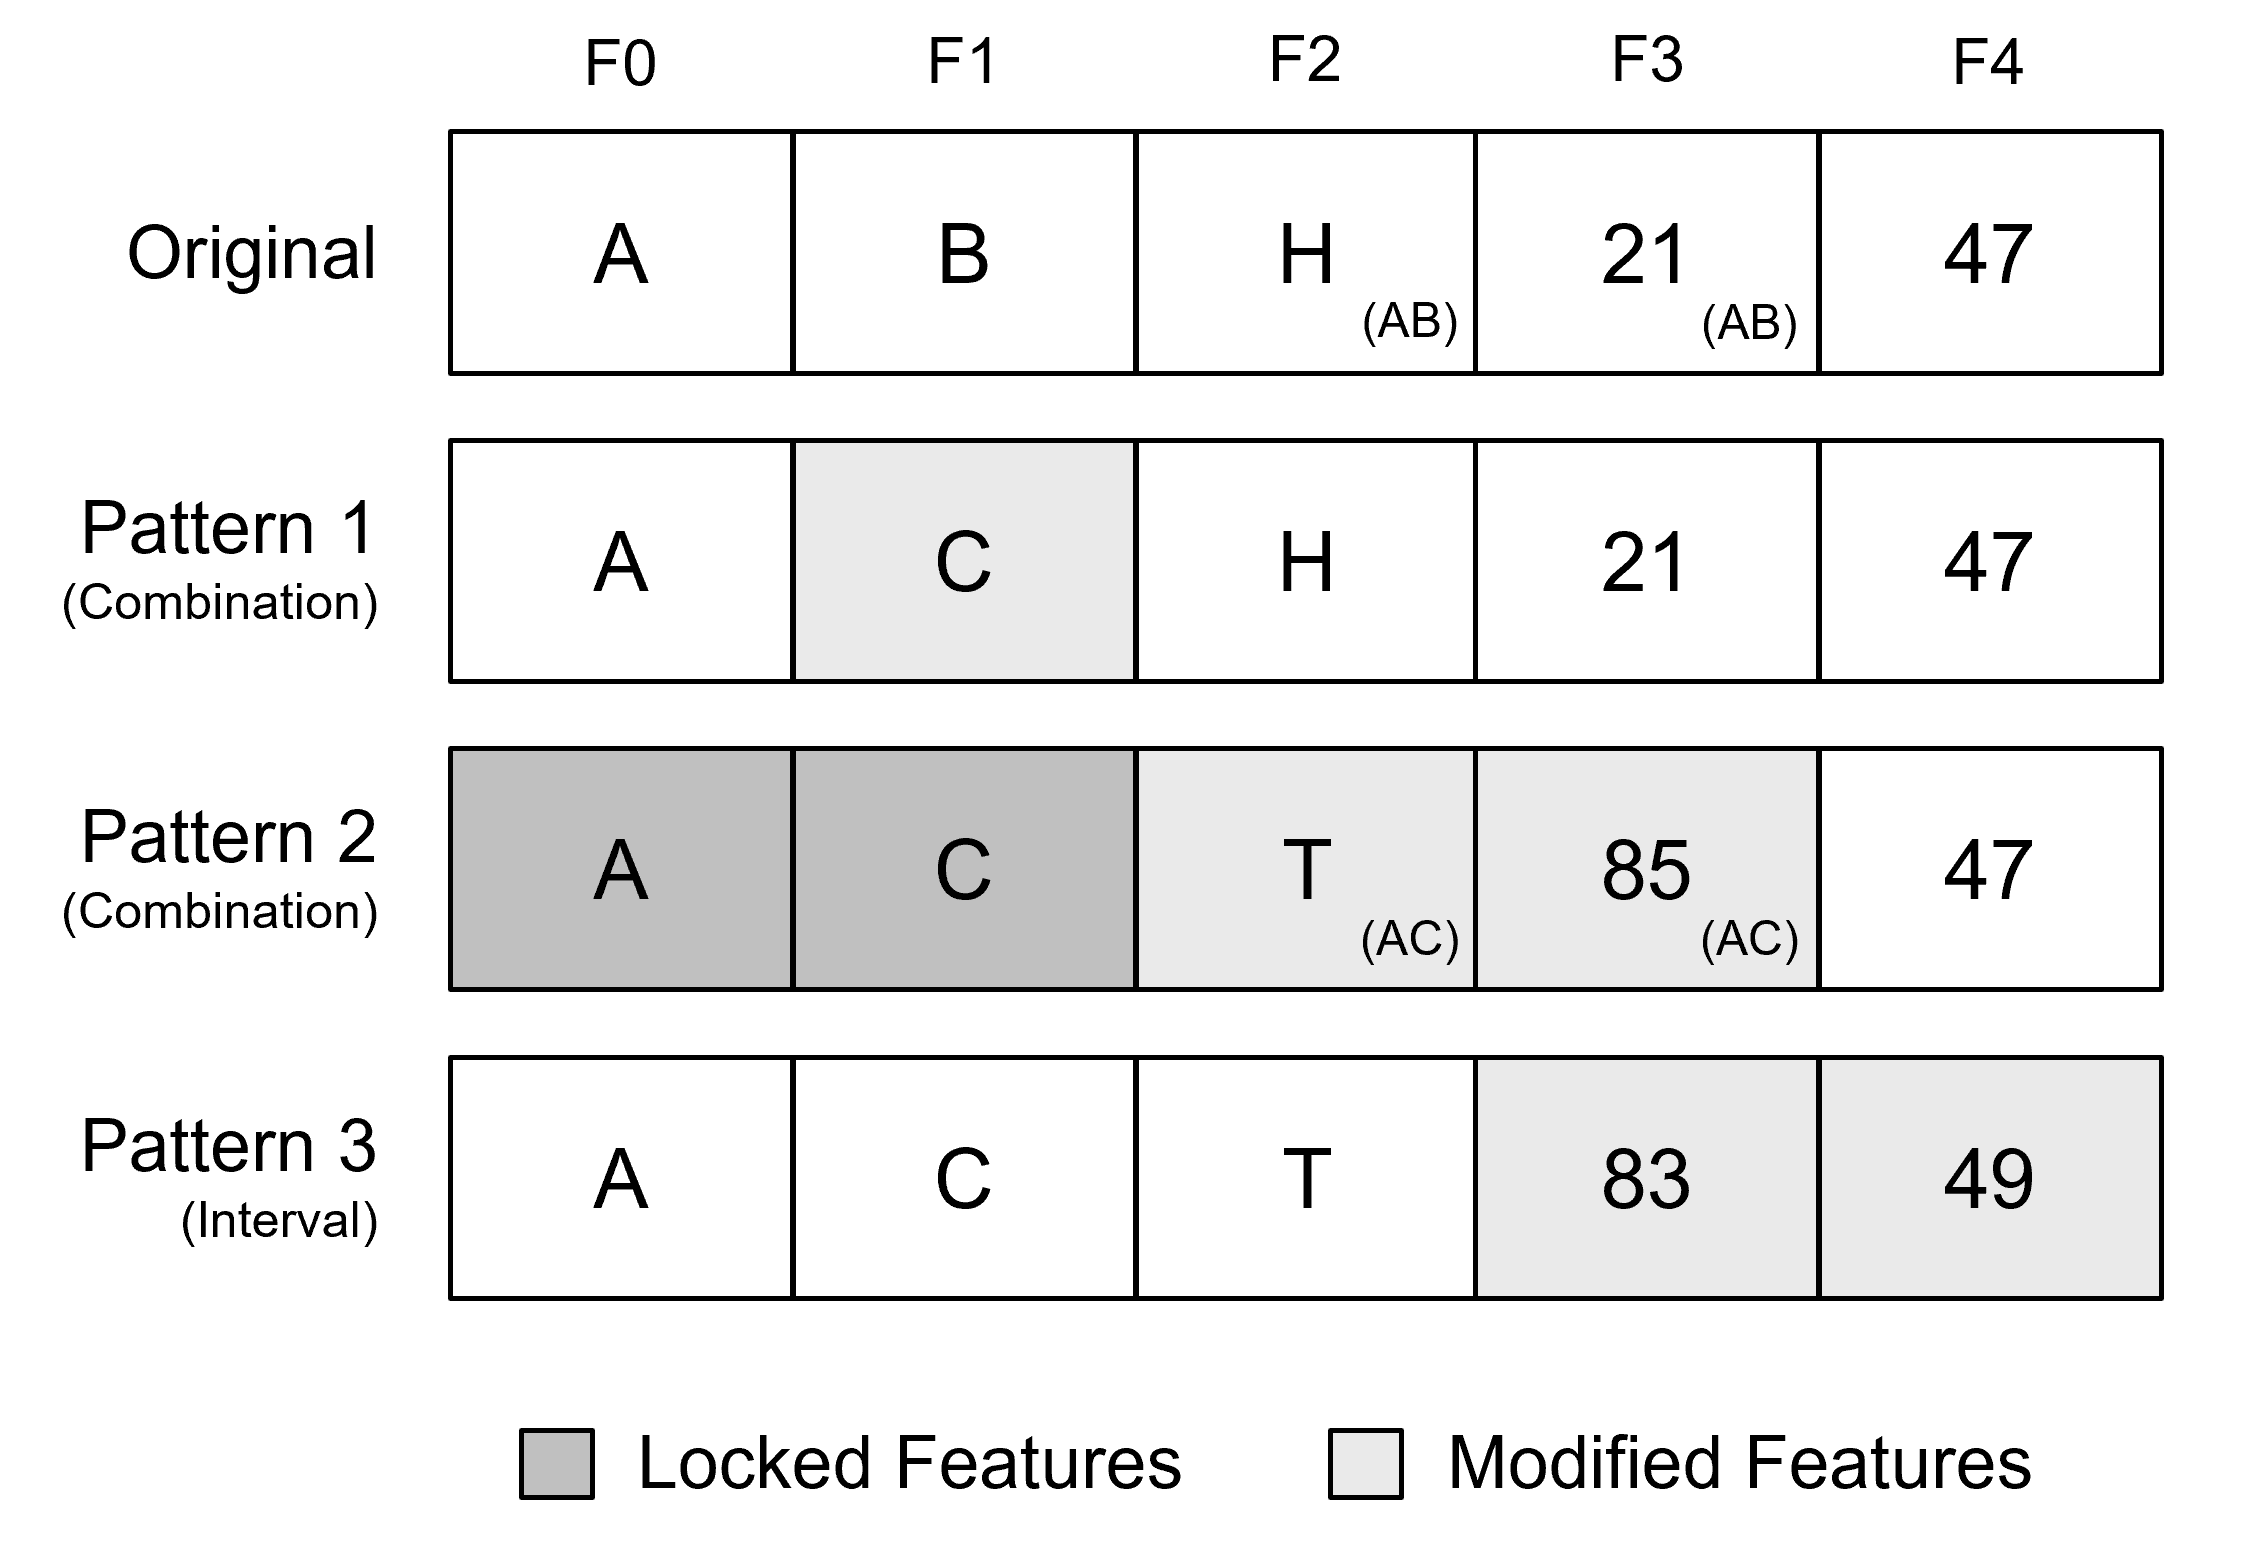 F0 F1 F2 F3 F4
Original A B H (AB) 21 (AB) 47
Pattern 1 (Combination) A C H 21 47
Pattern 2 (Combination) A C T (AC) 85 (AC) 47
Pattern 3 (Interval) A C T 83 49
Locked Features Modified Features